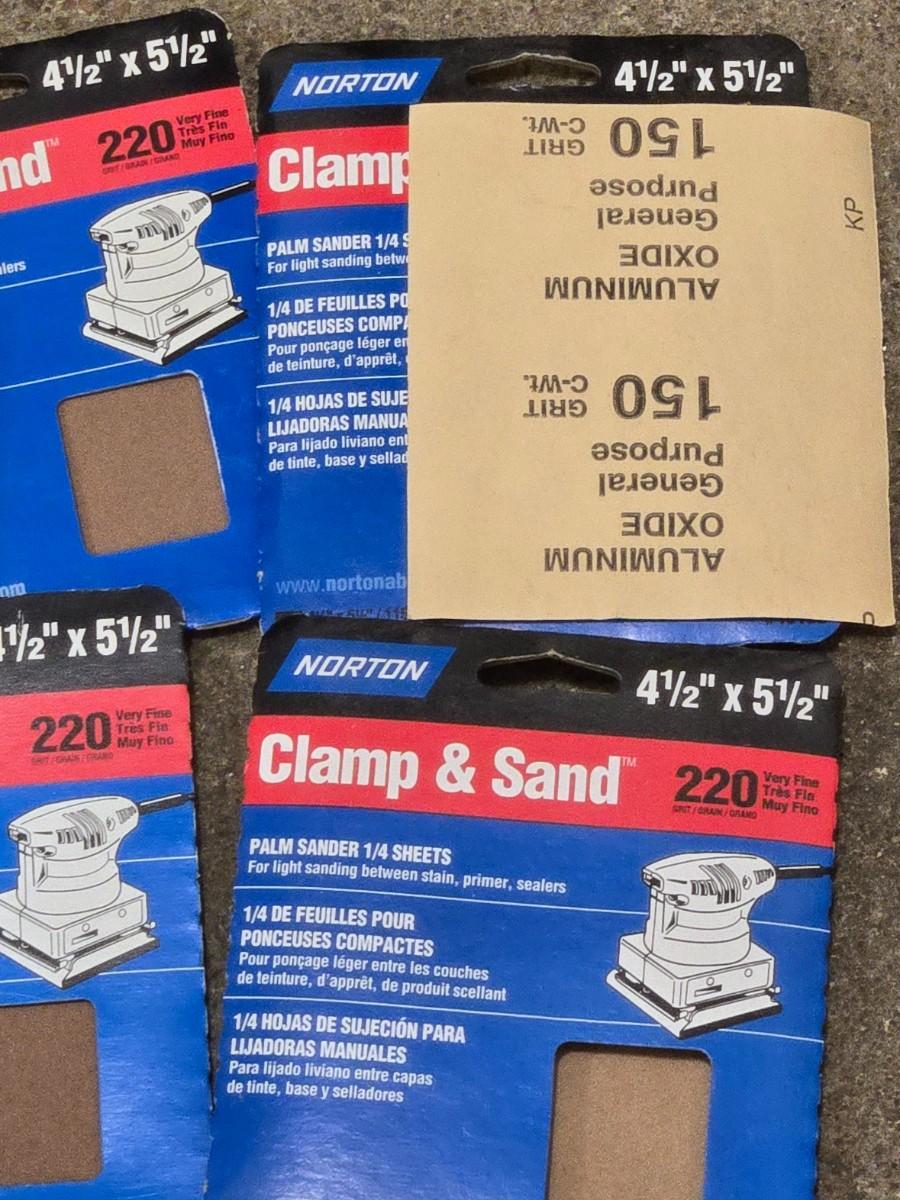 4½" x 5½"
nd™
220
Very Fine
Très Fin
Muy Fino
GRIT / GRAIN / GRANO
alers
om
NORTON
4½" x 5½"
Clamp
PALM SANDER 1/4 S
For light sanding betw
1/4 DE FEUILLES PO
PONCEUSES COMPA
Pour ponçage léger en
de teinture, d'apprêt,
1/4 HOJAS DE SUJE
LIJADORAS MANUA
Para lijado liviano ent
de tinte, base y sellad
www.nortonab
ALUMINUM
OXIDE
General
Purpose
150 GRIT
C-Wt.
ALUMINUM
OXIDE
General
Purpose
150 GRIT
C-Wt.
KP
4½" x 5½"
220
Very Fine
Très Fin
Muy Fino
GRIT / GRAIN / GRANO
NORTON
4½" x 5½"
Clamp & Sand™
220
Very Fine
Très Fin
Muy Fino
GRIT / GRAIN / GRANO
PALM SANDER 1/4 SHEETS
For light sanding between stain, primer, sealers
1/4 DE FEUILLES POUR
PONCEUSES COMPACTES
Pour ponçage léger entre les couches
de teinture, d'apprêt, de produit scellant
1/4 HOJAS DE SUJECIÓN PARA
LIJADORAS MANUALES
Para lijado liviano entre capas
de tinte, base y selladores